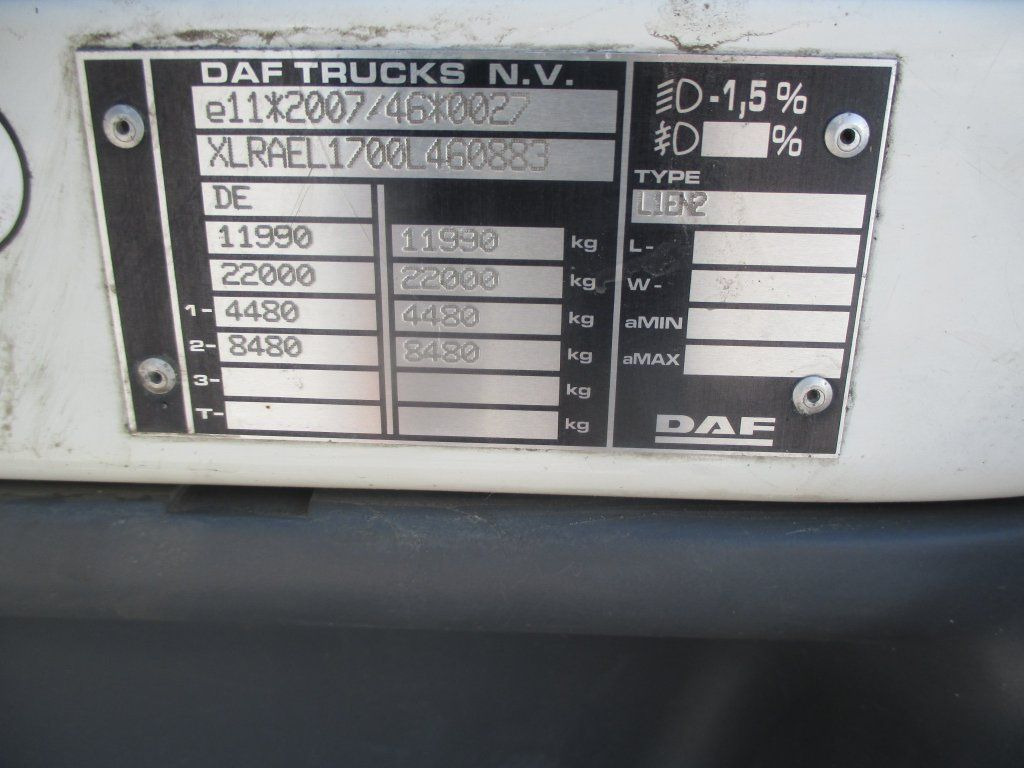 DAF TRUCKS N.V.
e11*2007/46*0027
XLRAEL1700L460883
DE
11990 11990 kg
22000 22000 kg
1- 4480 4480 kg
2- 8480 8480 kg
3- kg
T- kg
-1,5%
%
TYPE
L1EN2
L-
W-
aMIN
aMAX
DAF